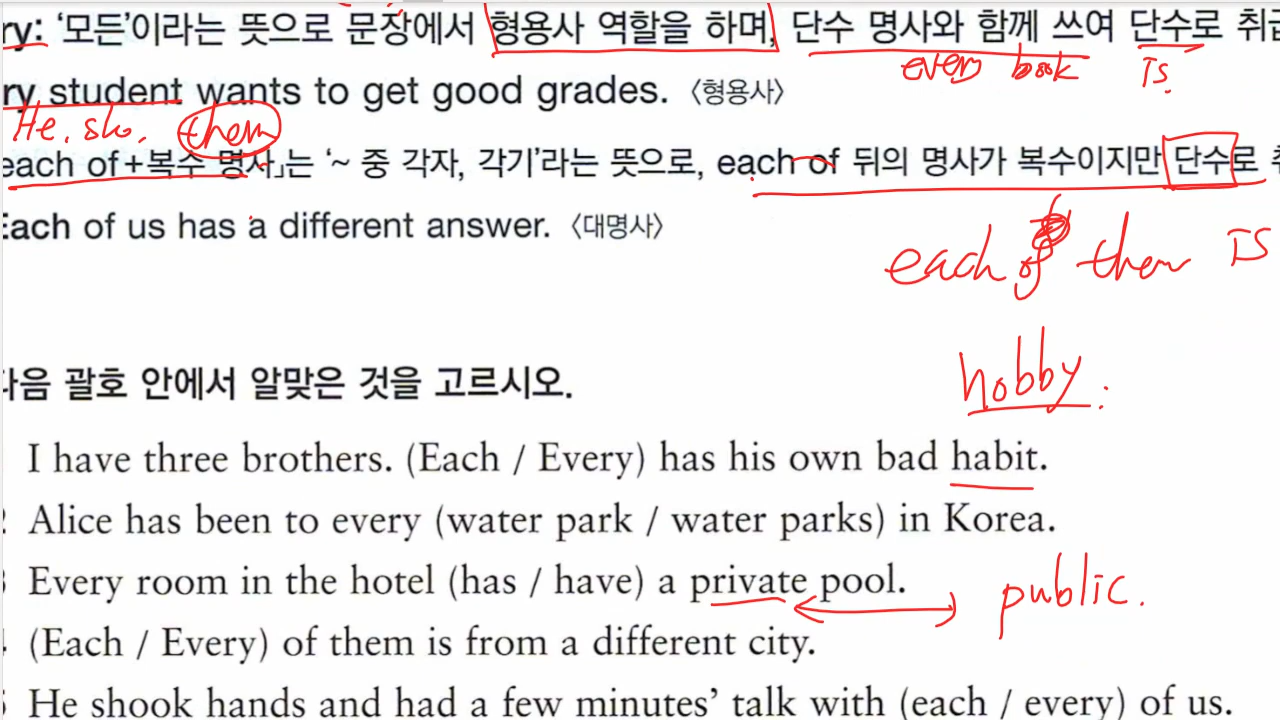 ry: '모든'이라는 뜻으로 문장에서 형용사 역할을 하며, 단수 명사와 함께 쓰여 단수로 취급
every book is.
ry student wants to get good grades. 〈형용사〉
He. she. them
each of+복수 명사」는 '~ 중 각자, 각기'라는 뜻으로, each of 뒤의 명사가 복수이지만 단수로
Each of us has a different answer. 〈대명사〉
each of them is
hobby.
다음 괄호 안에서 알맞은 것을 고르시오.
I have three brothers. (Each / Every) has his own bad habit.
Alice has been to every (water park / water parks) in Korea.
Every room in the hotel (has / have) a private pool.
public.
(Each / Every) of them is from a different city.
He shook hands and had a few minutes' talk with (each / every) of us.